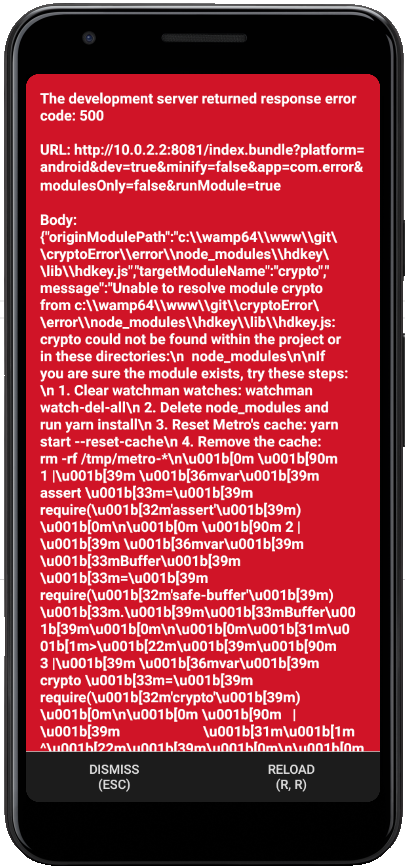 The development server returned response error
code: 500
URL: http://10.0.2.2:8081/index.bundle?platform=
android&dev=true&minify=false&app=com.error&
modulesOnly=false&runModule=true
Body:
{"originModulePath":"c:\\wamp64\\www\\git\
\cryptoError\\error\\node_modules\\hdkey\
\lib\\hdkey.js","targetModuleName":"crypto","
message":"Unable to resolve module crypto
from c:\\wamp64\\www\\git\\cryptoError\
\error\\node_modules\\hdkey\\lib\\hdkey.js:
crypto could not be found within the project or
in these directories:\n  node_modules\n\nIf
you are sure the module exists, try these steps:
\n 1. Clear watchman watches: watchman
watch-del-all\n 2. Delete node_modules and
run yarn install\n 3. Reset Metro's cache: yarn
start --reset-cache\n 4. Remove the cache:
rm -rf /tmp/metro-*\n\u001b[0m \u001b[90m
1 |\u001b[39m \u001b[36mvar\u001b[39m
assert \u001b[33m=\u001b[39m
require(\u001b[32m'assert'\u001b[39m)
\u001b[0m\n\u001b[0m \u001b[90m 2 |
\u001b[39m \u001b[36mvar\u001b[39m
\u001b[33mBuffer\u001b[39m
\u001b[33m=\u001b[39m
require(\u001b[32m'safe-buffer'\u001b[39m)
\u001b[33m.\u001b[39m\u001b[33mBuffer\u00
1b[39m\u001b[0m\n\u001b[0m\u001b[31m\u0
01b[1m>\u001b[22m\u001b[39m\u001b[90m
3 |\u001b[39m \u001b[36mvar\u001b[39m
crypto \u001b[33m=\u001b[39m
require(\u001b[32m'crypto'\u001b[39m)
\u001b[0m\n\u001b[0m \u001b[90m   |
\u001b[39m                    \u001b[31m\u001b[1m
^\u001b[22m\u001b[39m\u001b[0m\n\u001b[0m
DISMISS
(ESC)
RELOAD
(R, R)